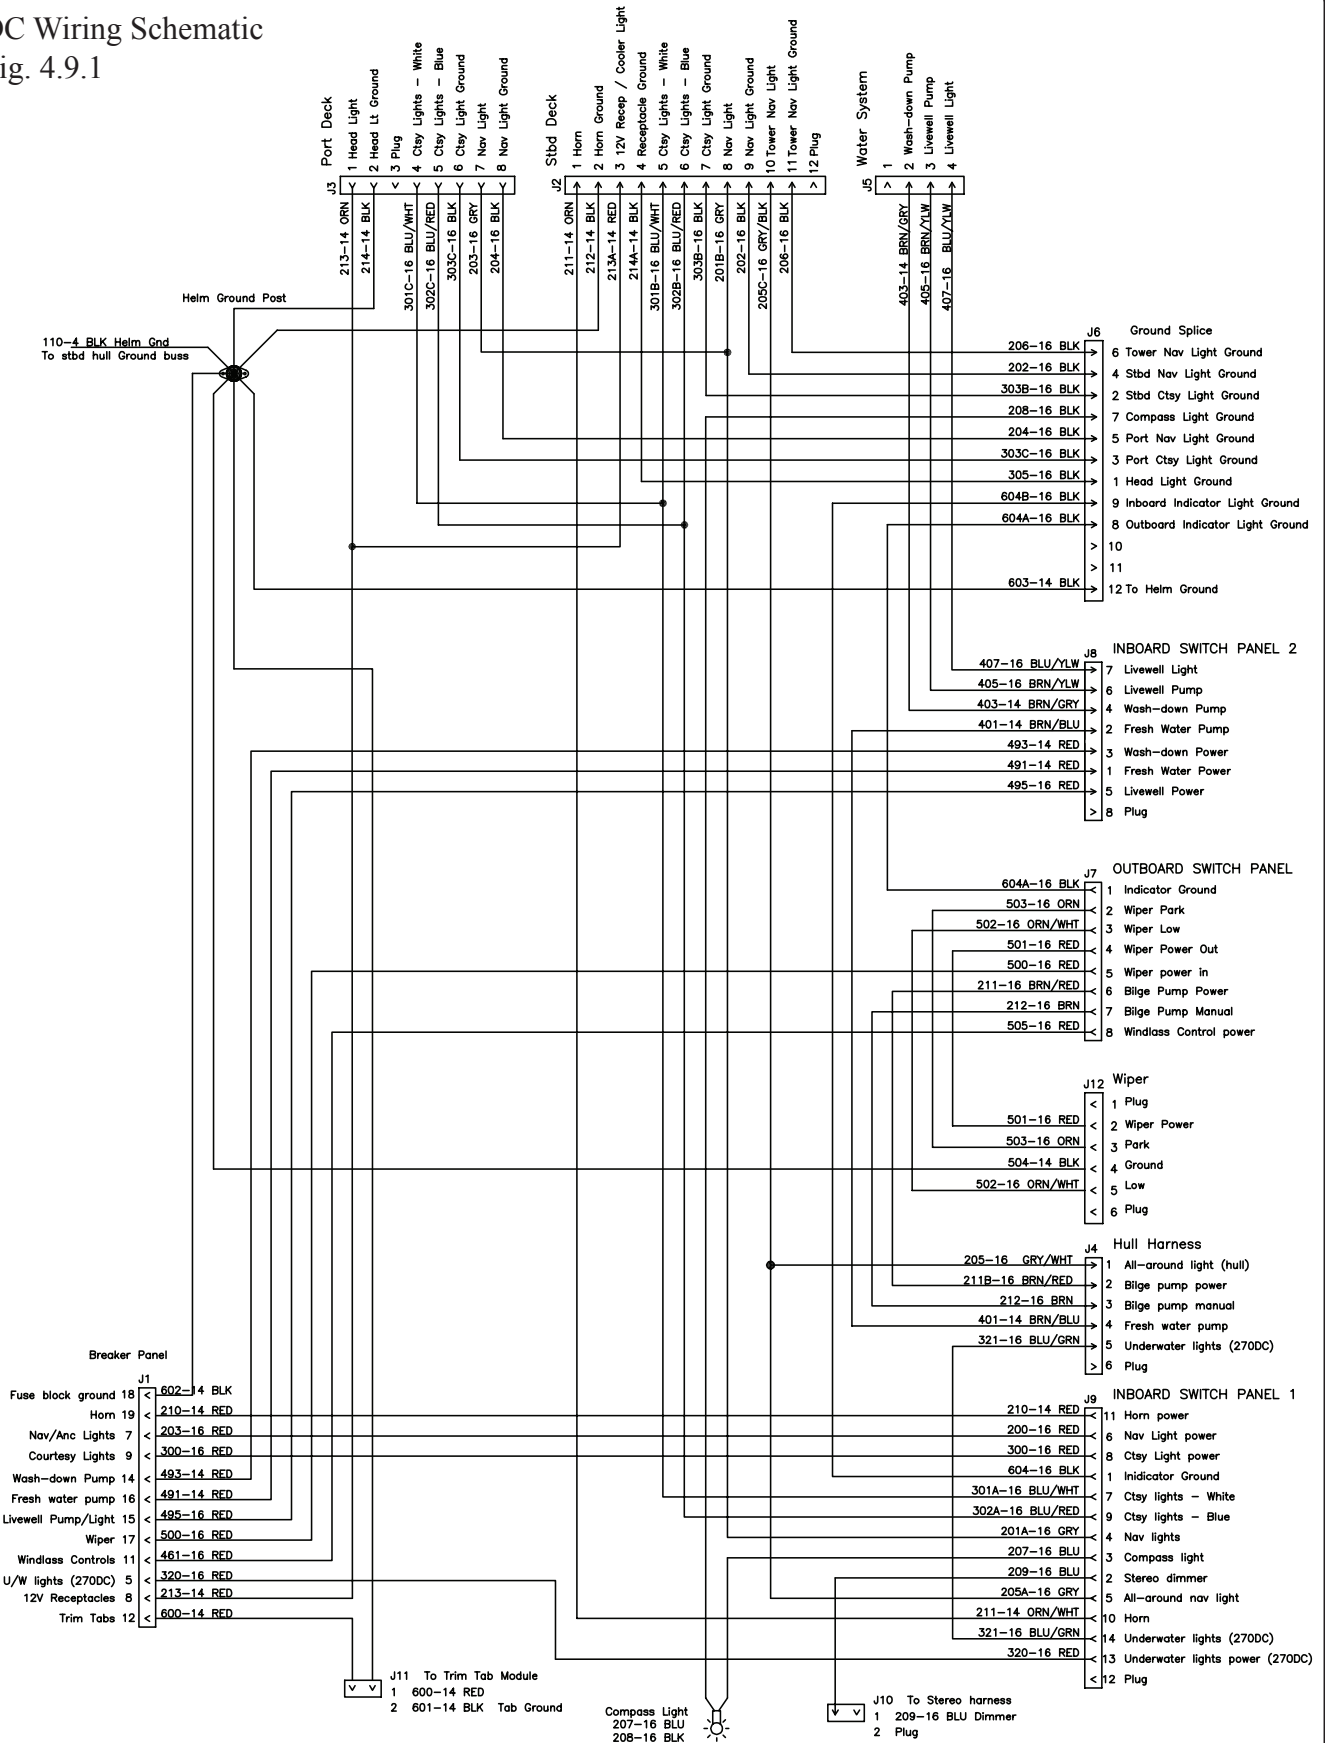 DC Wiring Schematic
ig. 4.9.1
Port Deck
J3
1 Head Light
2 Head Lt Ground
3 Plug
4 Ctsy Lights - White
5 Ctsy Lights - Blue
6 Ctsy Light Ground
7 Nav Light
8 Nav Light Ground
213-14 ORN
214-14 BLK
301C-16 BLU/WHT
302C-16 BLU/RED
303C-16 BLK
203-16 GRY
204-16 BLK
Stbd Deck
J2
1 Horn
2 Horn Ground
3 12V Recep / Cooler Light
4 Receptacle Ground
5 Ctsy Lights - White
6 Ctsy Lights - Blue
7 Ctsy Light Ground
8 Nav Light
9 Nav Light Ground
10 Tower Nav Light
11 Tower Nav Light Ground
12 Plug
211-14 ORN
212-14 BLK
213A-14 RED
214A-14 BLK
301B-16 BLU/WHT
302B-16 BLU/RED
303B-16 BLK
201B-16 GRY
202-16 BLK
205C-16 GRY/BLK
206-16 BLK
Water System
J5
1
2 Wash-down Pump
3 Livewell Pump
4 Livewell Light
403-14 BRN/GRY
405-16 BRN/YLW
407-16 BLU/YLW
Helm Ground Post
110-4 BLK Helm Gnd
To stbd hull Ground buss
J6 Ground Splice
206-16 BLK 6 Tower Nav Light Ground
202-16 BLK 4 Stbd Nav Light Ground
303B-16 BLK 2 Stbd Ctsy Light Ground
208-16 BLK 7 Compass Light Ground
204-16 BLK 5 Port Nav Light Ground
303C-16 BLK 3 Port Ctsy Light Ground
305-16 BLK 1 Head Light Ground
604B-16 BLK 9 Inboard Indicator Light Ground
604A-16 BLK 8 Outboard Indicator Light Ground
10
11
603-14 BLK 12 To Helm Ground
J8 INBOARD SWITCH PANEL 2
407-16 BLU/YLW 7 Livewell Light
405-16 BRN/YLW 6 Livewell Pump
403-14 BRN/GRY 4 Wash-down Pump
401-14 BRN/BLU 2 Fresh Water Pump
493-14 RED 3 Wash-down Power
491-14 RED 1 Fresh Water Power
495-16 RED 5 Livewell Power
8 Plug
J7 OUTBOARD SWITCH PANEL
604A-16 BLK 1 Indicator Ground
503-16 ORN 2 Wiper Park
502-16 ORN/WHT 3 Wiper Low
501-16 RED 4 Wiper Power Out
500-16 RED 5 Wiper power in
211-16 BRN/RED 6 Bilge Pump Power
212-16 BRN 7 Bilge Pump Manual
505-16 RED 8 Windlass Control power
J12 Wiper
1 Plug
501-16 RED 2 Wiper Power
503-16 ORN 3 Park
504-14 BLK 4 Ground
502-16 ORN/WHT 5 Low
6 Plug
J4 Hull Harness
205-16 GRY/WHT 1 All-around light (hull)
211B-16 BRN/RED 2 Bilge pump power
212-16 BRN 3 Bilge pump manual
401-14 BRN/BLU 4 Fresh water pump
321-16 BLU/GRN 5 Underwater lights (270DC)
6 Plug
J9 INBOARD SWITCH PANEL 1
210-14 RED 11 Horn power
200-16 RED 6 Nav Light power
300-16 RED 8 Ctsy Light power
604-16 BLK 1 Inidicator Ground
301A-16 BLU/WHT 7 Ctsy lights - White
302A-16 BLU/RED 9 Ctsy lights - Blue
201A-16 GRY 4 Nav lights
207-16 BLU 3 Compass light
209-16 BLU 2 Stereo dimmer
205A-16 GRY 5 All-around nav light
211-14 ORN/WHT 10 Horn
321-16 BLU/GRN 14 Underwater lights (270DC)
320-16 RED 13 Underwater lights power (270DC)
12 Plug
Breaker Panel
J1
Fuse block ground 18 602-14 BLK
Horn 19 210-14 RED
Nav/Anc Lights 7 203-16 RED
Courtesy Lights 9 300-16 RED
Wash-down Pump 14 493-14 RED
Fresh water pump 16 491-14 RED
Livewell Pump/Light 15 495-16 RED
Wiper 17 500-16 RED
Windlass Controls 11 461-16 RED
U/W lights (270DC) 5 320-16 RED
12V Receptacles 8 213-14 RED
Trim Tabs 12 600-14 RED
J11 To Trim Tab Module
1 600-14 RED
2 601-14 BLK Tab Ground
Compass Light
207-16 BLU
208-16 BLK
J10 To Stereo harness
1 209-16 BLU Dimmer
2 Plug